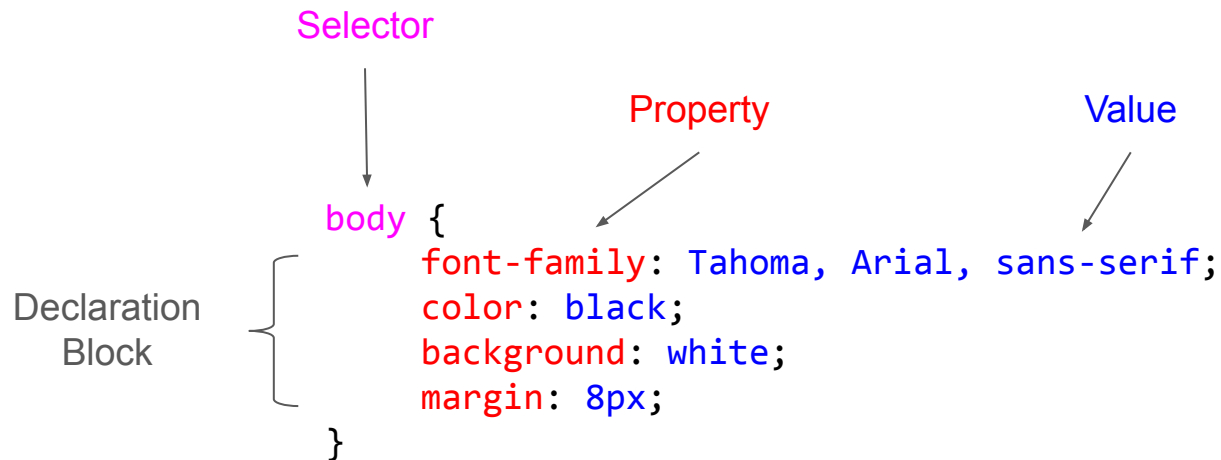 Selector
Property
Value
body {
font-family: Tahoma, Arial, sans-serif;
color: black;
background: white;
margin: 8px;
}
Declaration
Block